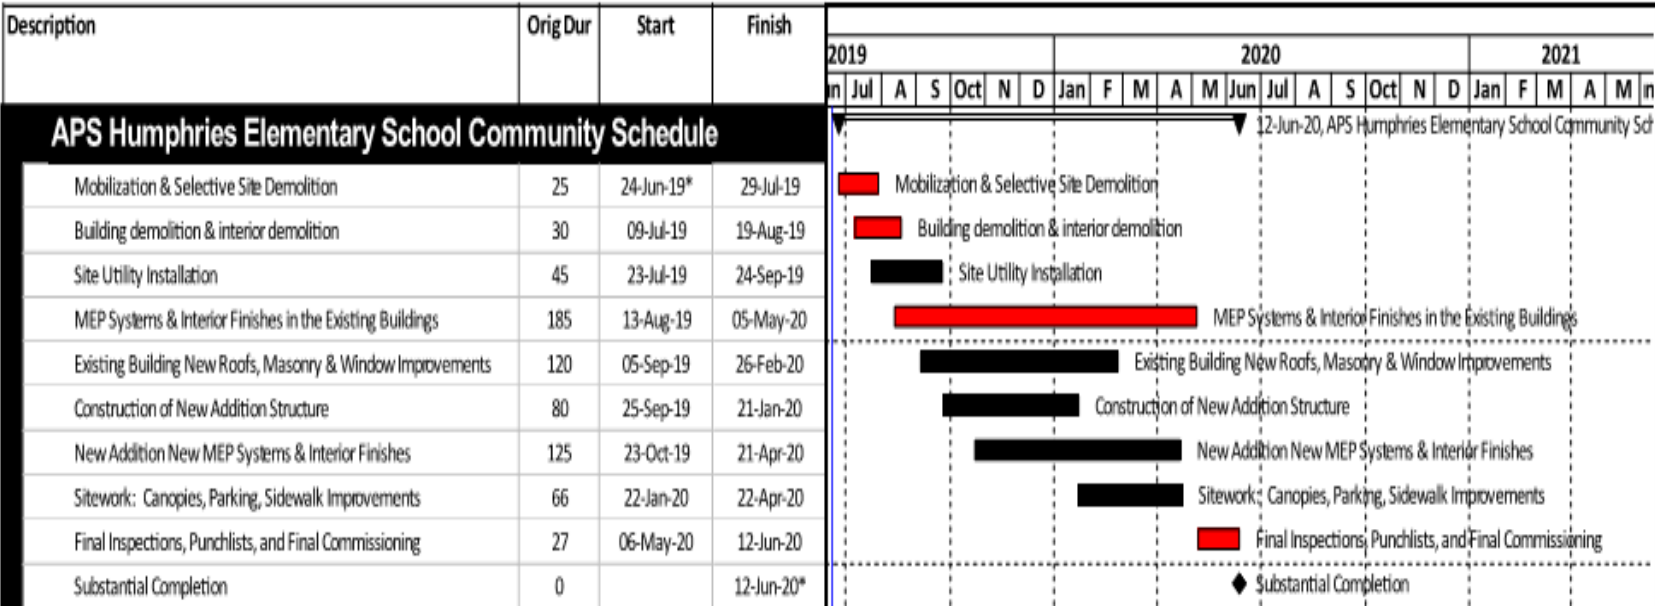 Description Orig Dur Start Finish
2019 2020 2021
un Jul A S Oct N D Jan F M A M Jun Jul A S Oct N D Jan F M A M
APS Humphries Elementary School Community Schedule
12-Jun-20, APS Humphries Elementary School Community Sch
Mobilization & Selective Site Demolition 25 24-Jun-19* 29-Jul-19 Mobilization & Selective Site Demolition
Building demolition & interior demolition 30 09-Jul-19 19-Aug-19 Building demolition & interior demolition
Site Utility Installation 45 23-Jul-19 24-Sep-19 Site Utility Installation
MEP Systems & Interior Finishes in the Existing Buildings 185 13-Aug-19 05-May-20 MEP Systems & Interior Finishes in the Existing Buildings
Existing Building New Roofs, Masonry & Window Improvements 120 05-Sep-19 26-Feb-20 Existing Building New Roofs, Masonry & Window Improvements
Construction of New Addition Structure 80 25-Sep-19 21-Jan-20 Construction of New Addition Structure
New Addition New MEP Systems & Interior Finishes 125 23-Oct-19 21-Apr-20 New Addition New MEP Systems & Interior Finishes
Sitework: Canopies, Parking, Sidewalk Improvements 66 22-Jan-20 22-Apr-20 Sitework: Canopies, Parking, Sidewalk Improvements
Final Inspections, Punchlists, and Final Commissioning 27 06-May-20 12-Jun-20 Final Inspections, Punchlists, and Final Commissioning
Substantial Completion 0 12-Jun-20* Substantial Completion